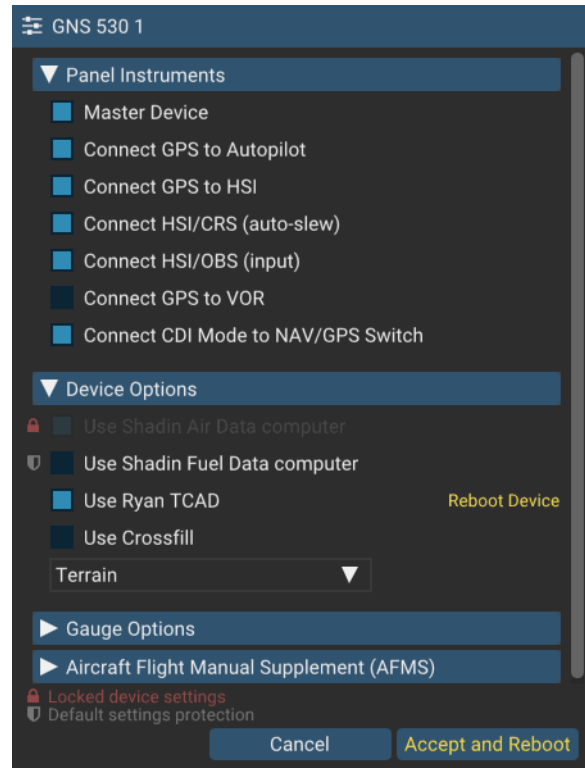 GNS 530 1
Panel Instruments
Master Device
Connect GPS to Autopilot
Connect GPS to HSI
Connect HSI/CRS (auto-slew)
Connect HSI/OBS (input)
Connect GPS to VOR
Connect CDI Mode to NAV/GPS Switch
Device Options
Use Shadin Air Data computer
Use Shadin Fuel Data computer
Use Ryan TCAD Reboot Device
Use Crossfill
Terrain
Gauge Options
Aircraft Flight Manual Supplement (AFMS)
Locked device settings
Default settings protection
Cancel Accept and Reboot